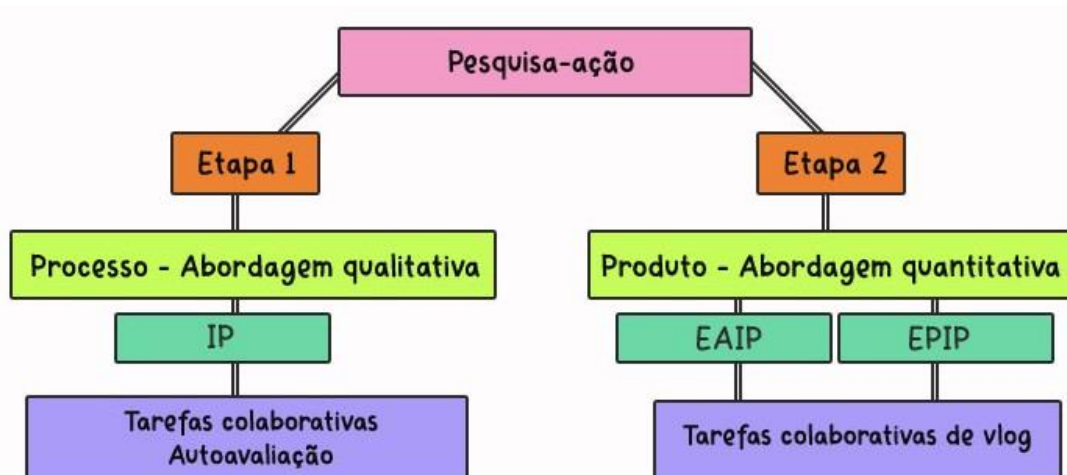 Pesquisa-ação
Etapa 1
Etapa 2
Processo - Abordagem qualitativa
Produto - Abordagem quantitativa
IP
EAIP
EPIP
Tarefas colaborativas
Autoavaliação
Tarefas colaborativas de vlog